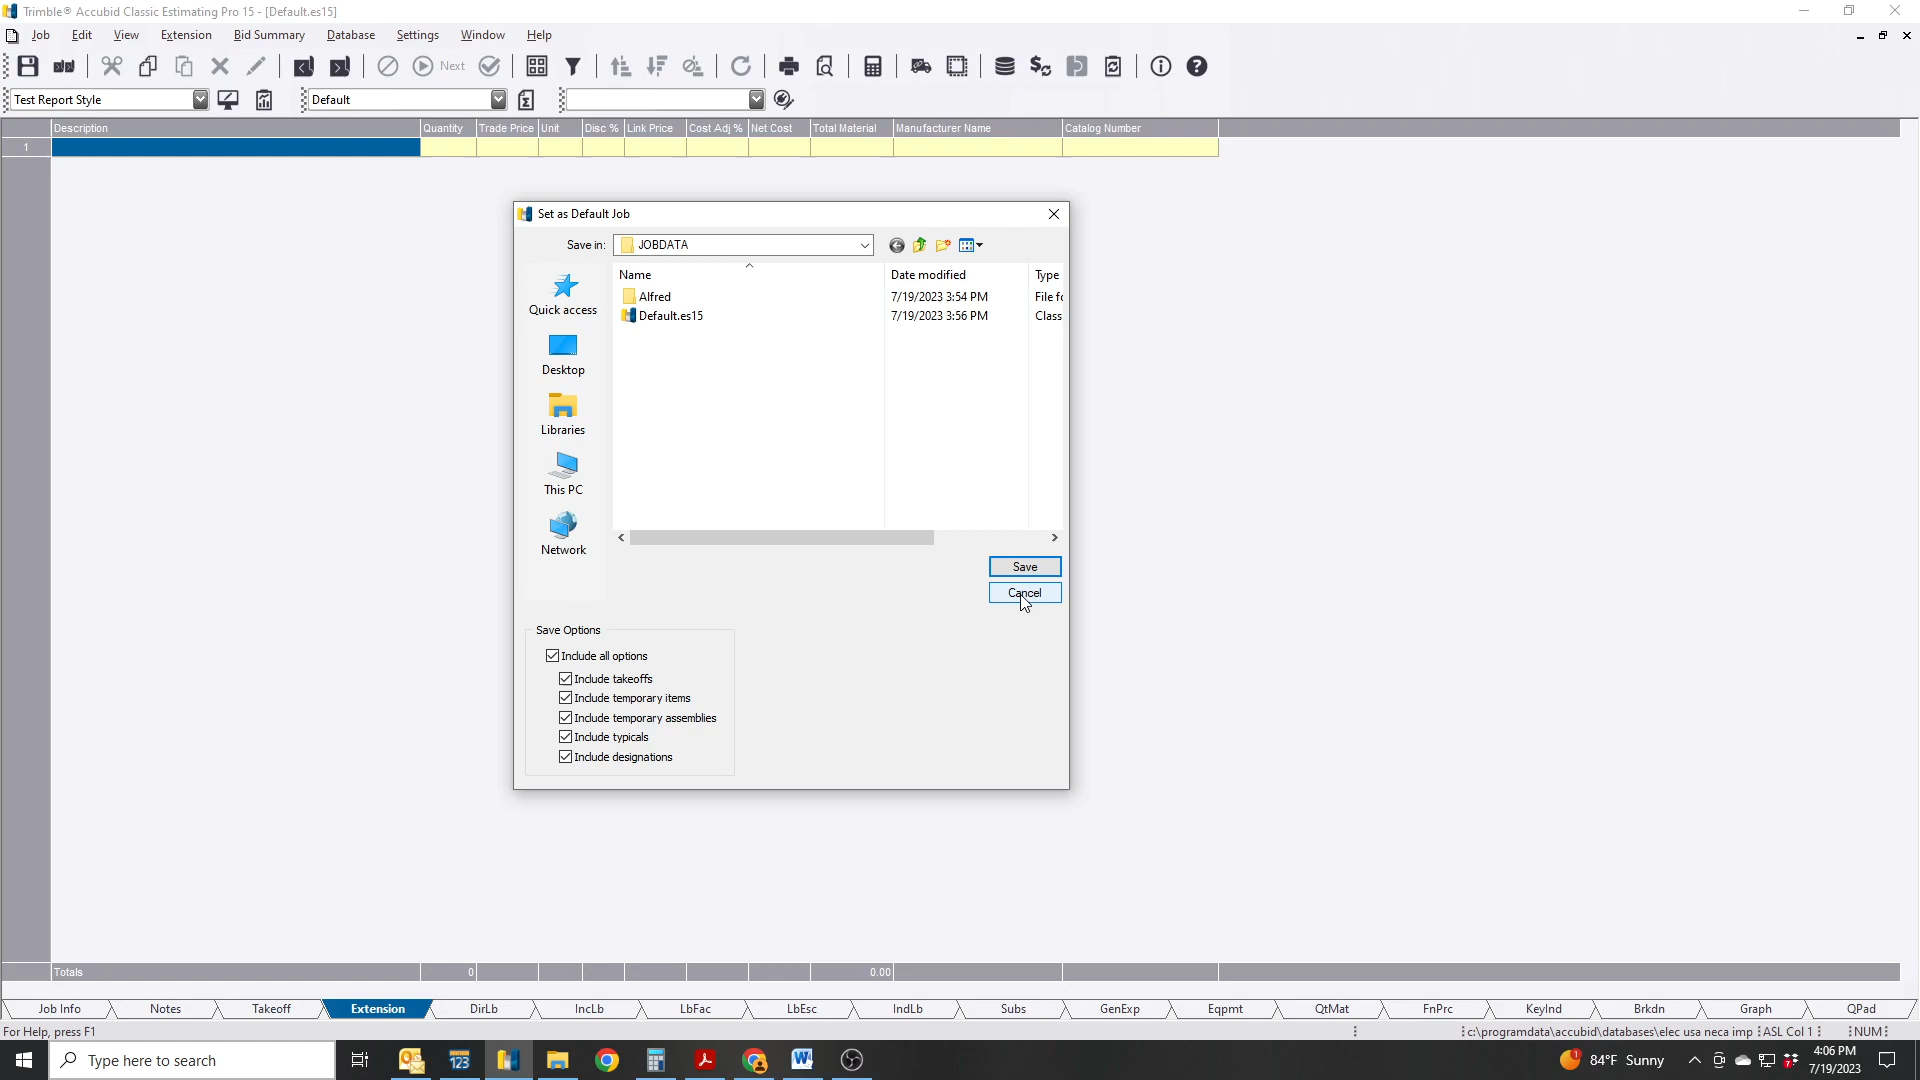 Trimble® Accubid Classic Estimating Pro 15 - [Default.es15]
Job Edit View Extension Bid Summary Database Settings Window Help
Next
Test Report Style Default
Description Quantity Trade Price Unit Disc % Link Price Cost Adj % Net Cost Total Material Manufacturer Name Catalog Number
1
Set as Default Job
Save in: JOBDATA
Name Date modified Type
Alfred 7/19/2023 3:54 PM File fo
Default.es15 7/19/2023 3:56 PM Class
Quick access
Desktop
Libraries
This PC
Network
Save
Cancel
Save Options
Include all options
Include takeoffs
Include temporary items
Include temporary assemblies
Include typicals
Include designations
Totals 0 0.00
Job Info Notes Takeoff Extension DirLb IncLb LbFac LbEsc IndLb Subs GenExp Eqpmt QtMat FnPrc KeyInd Brkdn Graph QPad
For Help, press F1 c:\programdata\accubid\databases\elec usa neca imp ASL Col 1 NUM
Type here to search 123 84°F Sunny 4:06 PM
7/19/2023